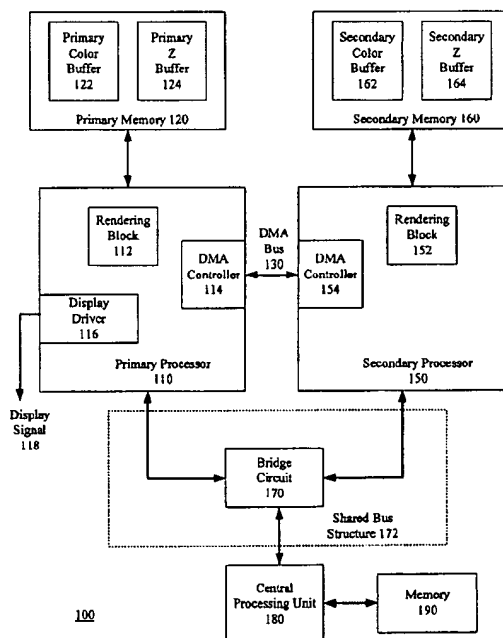 Primary
Color
Buffer
122
Primary
Z
Buffer
124
Primary Memory 120
Secondary
Color
Buffer
162
Secondary
Z
Buffer
164
Secondary Memory 160
Rendering
Block
112
DMA
Controller
114
Display
Driver
116
Primary Processor
110
DMA
Bus
130
Rendering
Block
152
DMA
Controller
154
Secondary Processor
150
Display
Signal
118
Bridge
Circuit
170
Shared Bus
Structure 172
Central
Processing Unit
180
Memory
190
100